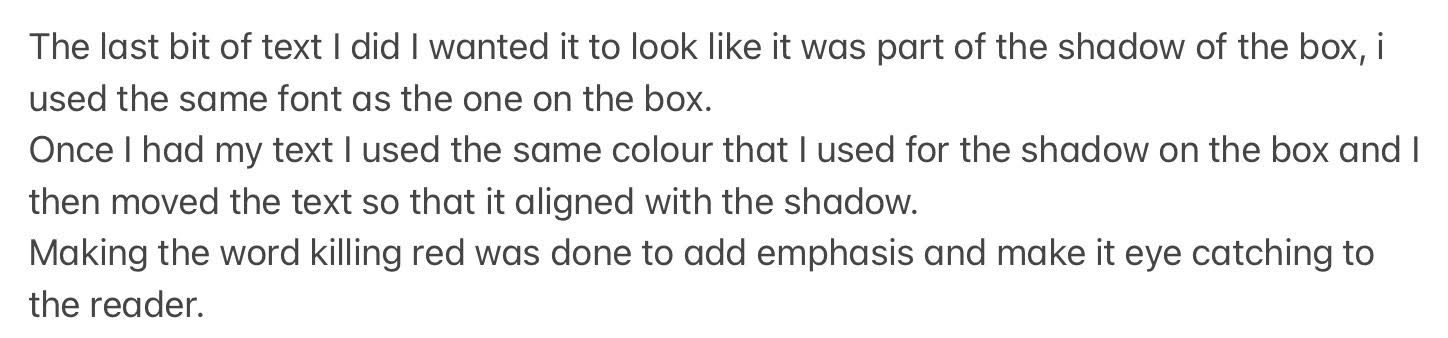 The last bit of text I did I wanted it to look like it was part of the shadow of the box, i
used the same font as the one on the box.
Once I had my text I used the same colour that I used for the shadow on the box and I
then moved the text so that it aligned with the shadow.
Making the word killing red was done to add emphasis and make it eye catching to
the reader.